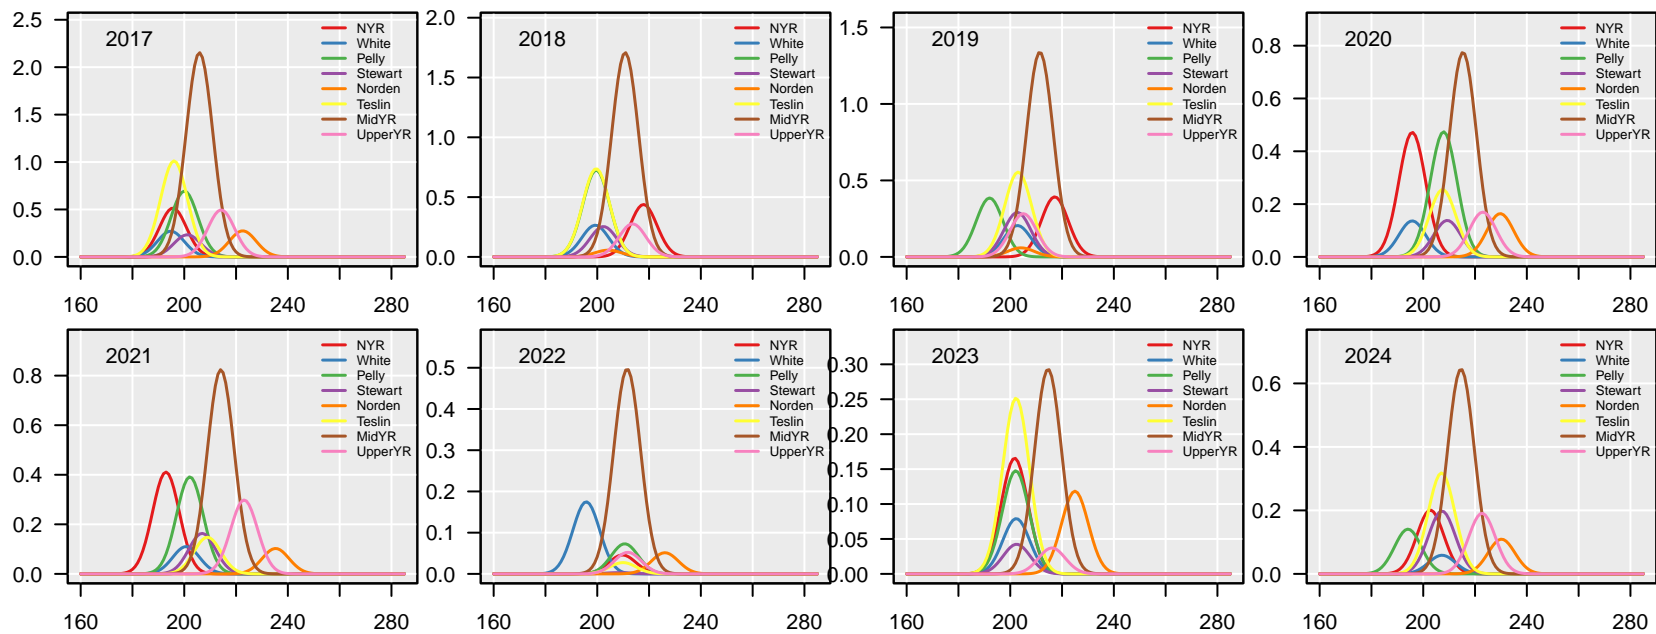 2017
2.5
2.0
1.5
1.0
0.5
0.0
160
200
240
280
NYR
White
Pelly
Stewart
Norden
Teslin
MidYR
UpperYR
2018
2.0
1.5
1.0
0.5
0.0
160
200
240
280
NYR
White
Pelly
Stewart
Norden
Teslin
MidYR
UpperYR
2019
1.5
1.0
0.5
0.0
160
200
240
280
NYR
White
Pelly
Stewart
Norden
Teslin
MidYR
UpperYR
2020
0.8
0.6
0.4
0.2
0.0
160
200
240
280
NYR
White
Pelly
Stewart
Norden
Teslin
MidYR
UpperYR
2021
0.8
0.6
0.4
0.2
0.0
160
200
240
280
NYR
White
Pelly
Stewart
Norden
Teslin
MidYR
UpperYR
2022
0.5
0.4
0.3
0.2
0.1
0.0
160
200
240
280
NYR
White
Pelly
Stewart
Norden
Teslin
MidYR
UpperYR
2023
0.30
0.25
0.20
0.15
0.10
0.05
0.00
160
200
240
280
NYR
White
Pelly
Stewart
Norden
Teslin
MidYR
UpperYR
2024
0.6
0.4
0.2
0.0
160
200
240
280
NYR
White
Pelly
Stewart
Norden
Teslin
MidYR
UpperYR